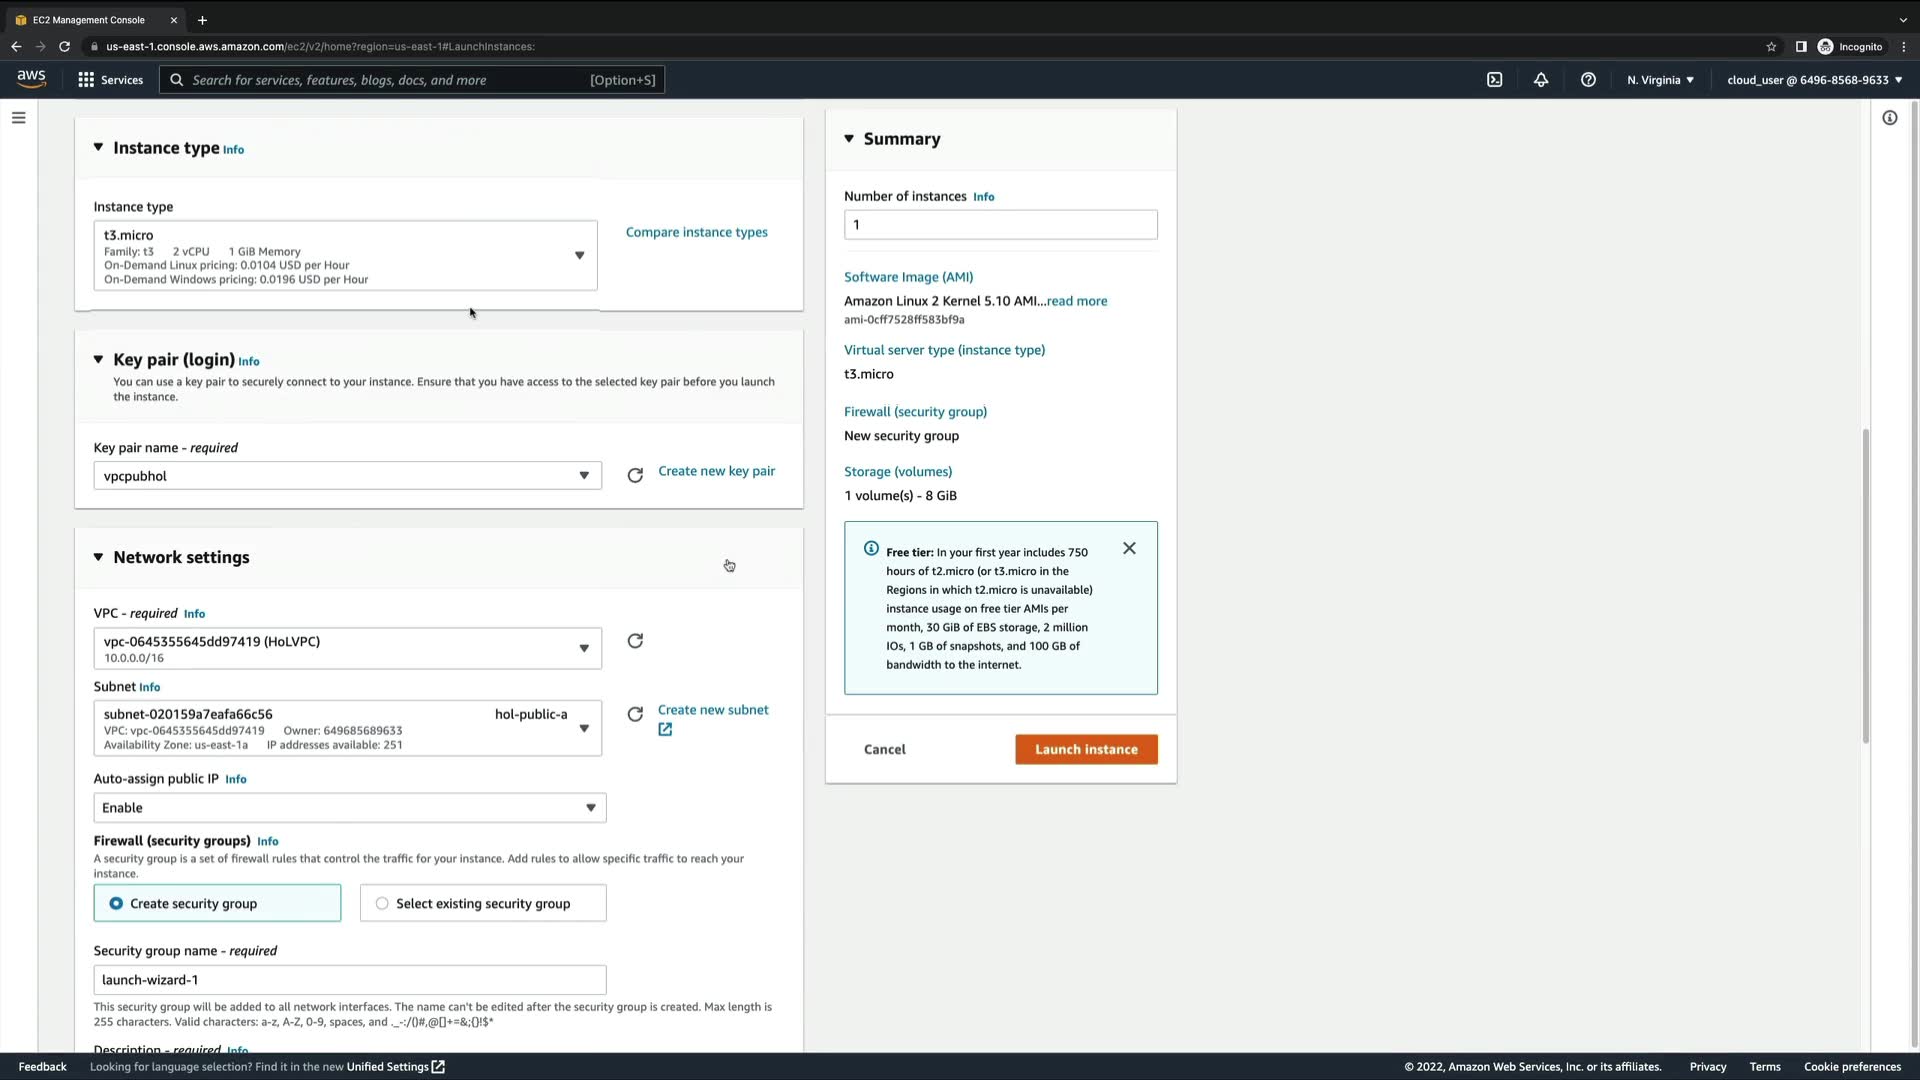 EC2 Management Console
us-east-1.console.aws.amazon.com/ec2/v2/home?region=us-east-1#LaunchInstances:
Incognito
aws
Services
Search for services, features, blogs, docs, and more
[Option+S]
N. Virginia
cloud_user @ 6496-8568-9633
Instance type Info
Instance type
t3.micro
Family: t3 2 vCPU 1 GiB Memory
On-Demand Linux pricing: 0.0104 USD per Hour
On-Demand Windows pricing: 0.0196 USD per Hour
Compare instance types
Key pair (login) Info
You can use a key pair to securely connect to your instance. Ensure that you have access to the selected key pair before you launch
the instance.
Key pair name - required
vpcpubhol
Create new key pair
Network settings
VPC - required Info
vpc-0645355645dd97419 (HoLVPC)
10.0.0.0/16
Subnet Info
subnet-020159a7eafa66c56 hol-public-a
VPC: vpc-0645355645dd97419 Owner: 649685689633
Availability Zone: us-east-1a IP addresses available: 251
Create new subnet
Auto-assign public IP Info
Enable
Firewall (security groups) Info
A security group is a set of firewall rules that control the traffic for your instance. Add rules to allow specific traffic to reach your
instance.
Create security group
Select existing security group
Security group name - required
launch-wizard-1
This security group will be added to all network interfaces. The name can't be edited after the security group is created. Max length is
255 characters. Valid characters: a-z, A-Z, 0-9, spaces, and ._-:/()#,@[]+=&;{}!$*
Description - required Info
Summary
Number of instances Info
1
Software Image (AMI)
Amazon Linux 2 Kernel 5.10 AMI...read more
ami-0cff7528ff583bf9a
Virtual server type (instance type)
t3.micro
Firewall (security group)
New security group
Storage (volumes)
1 volume(s) - 8 GiB
Free tier: In your first year includes 750
hours of t2.micro (or t3.micro in the
Regions in which t2.micro is unavailable)
instance usage on free tier AMIs per
month, 30 GiB of EBS storage, 2 million
IOs, 1 GB of snapshots, and 100 GB of
bandwidth to the internet.
Cancel
Launch instance
Feedback
Looking for language selection? Find it in the new Unified Settings
© 2022, Amazon Web Services, Inc. or its affiliates.
Privacy
Terms
Cookie preferences